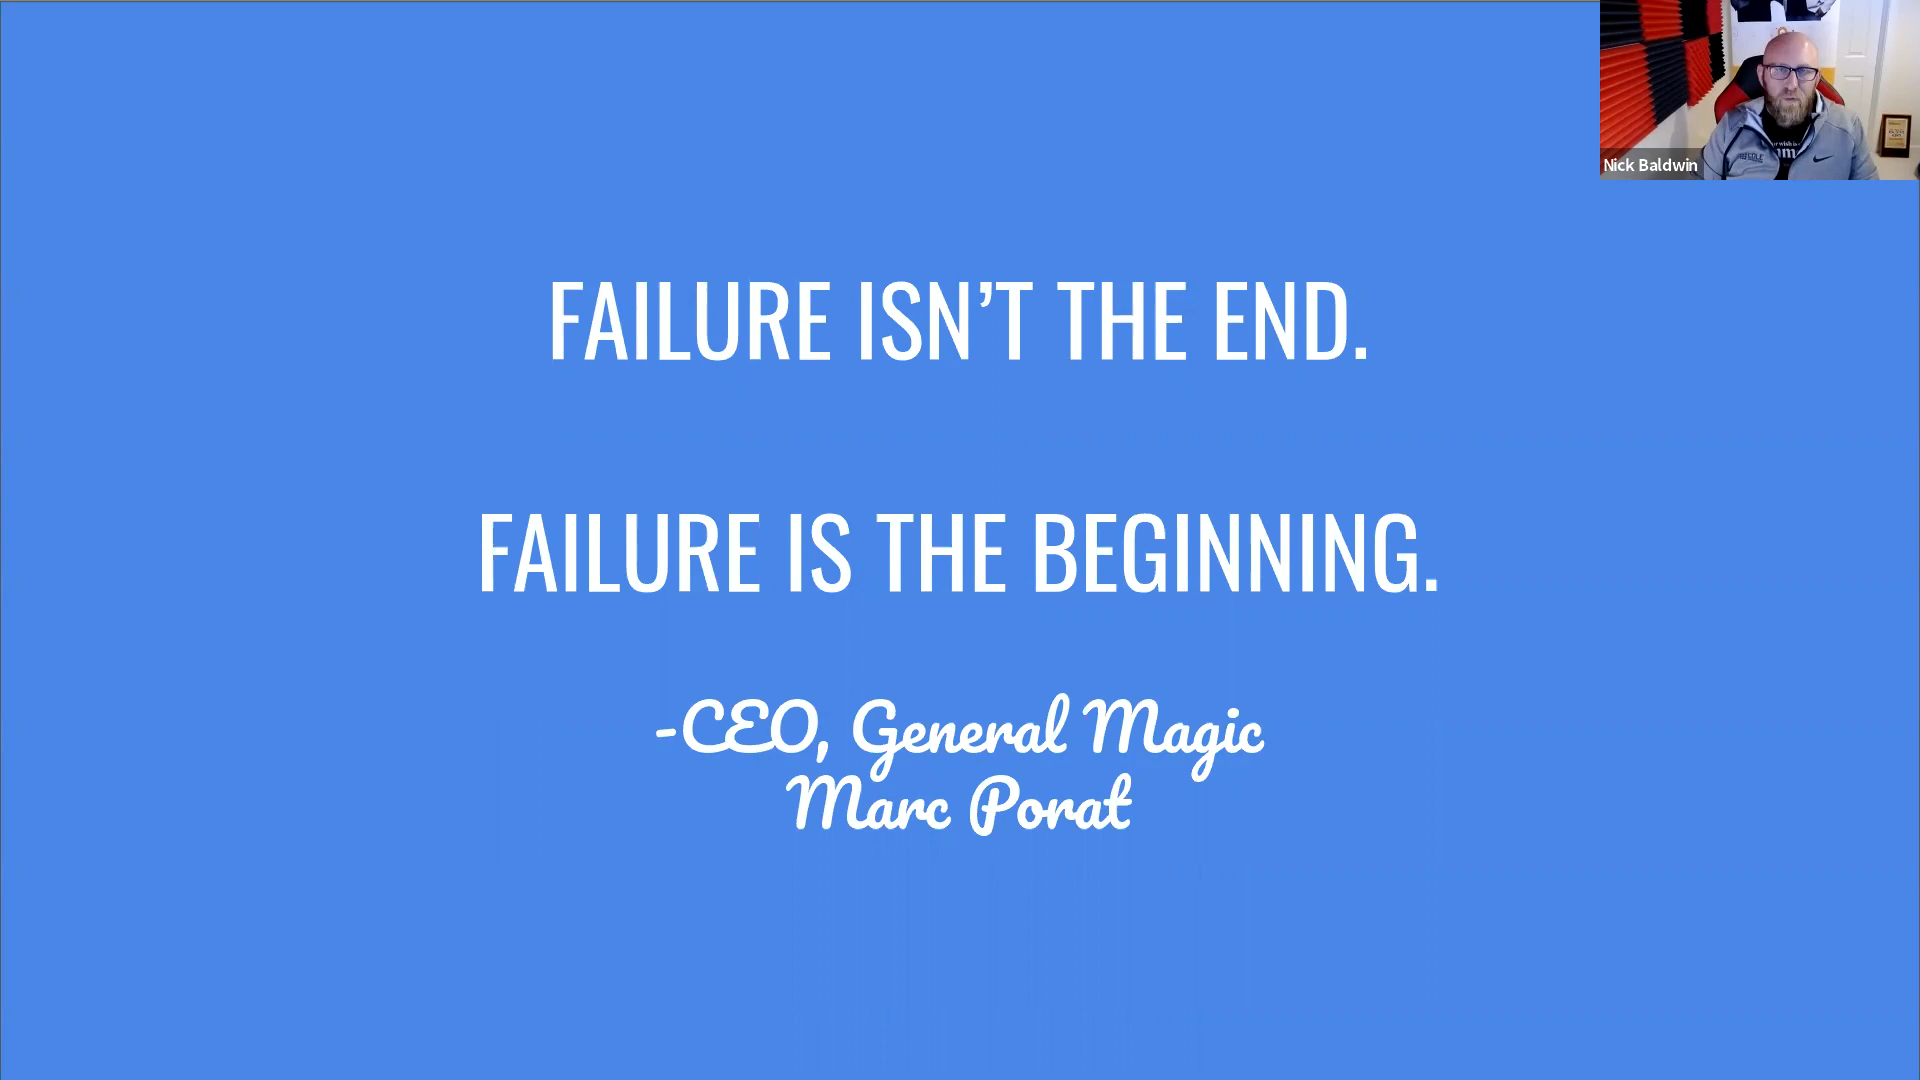 FAILURE ISN’T THE END.
FAILURE IS THE BEGINNING.
-CEO, General Magic
Marc Porat
Nick Baldwin